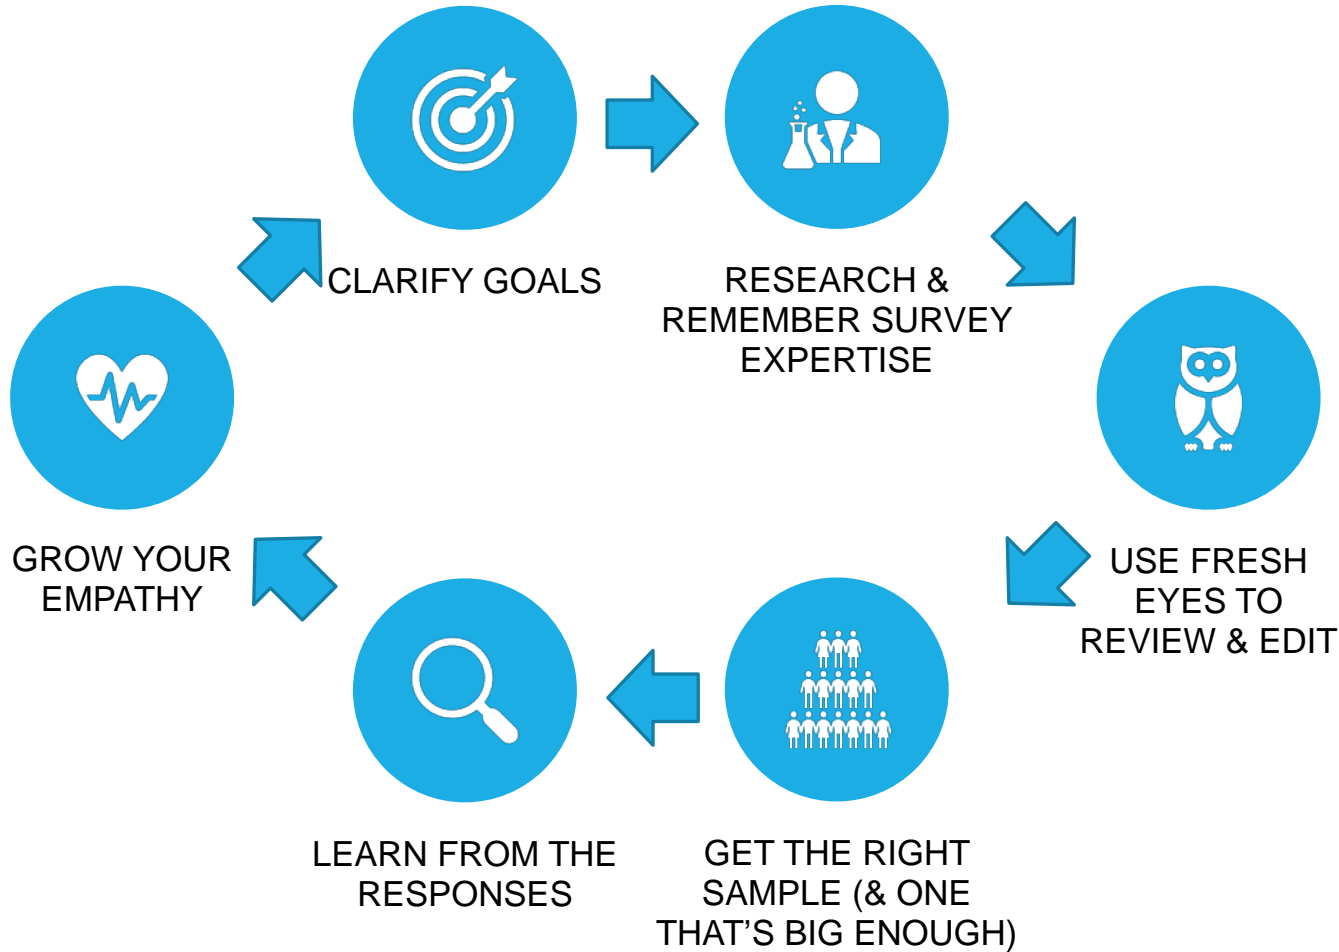 CLARIFY GOALS
RESEARCH &
REMEMBER SURVEY
EXPERTISE
USE FRESH
EYES TO
REVIEW & EDIT
GET THE RIGHT
SAMPLE (& ONE
THAT'S BIG ENOUGH)
LEARN FROM THE
RESPONSES
GROW YOUR
EMPATHY